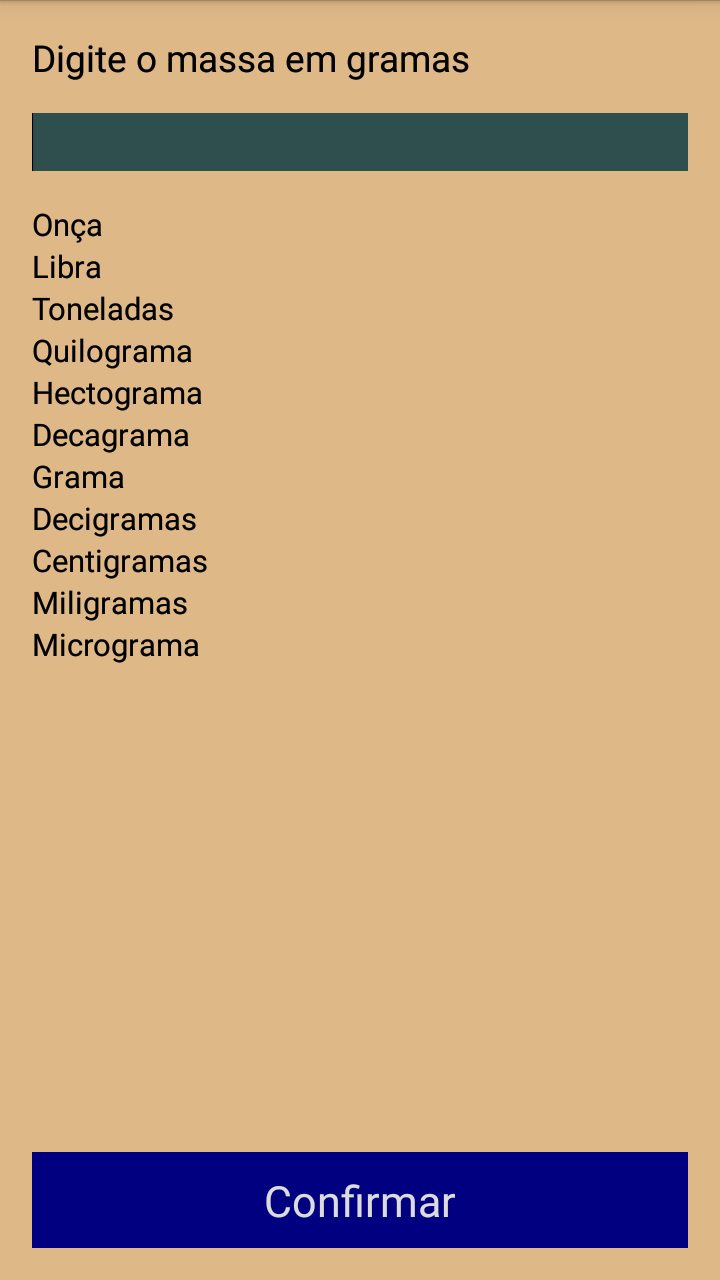 Digite o massa em gramas
Onça
Libra
Toneladas
Quilograma
Hectograma
Decagrama
Grama
Decigramas
Centigramas
Miligramas
Micrograma
Confirmar